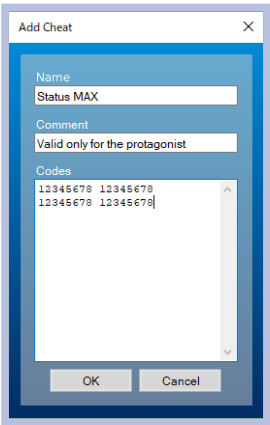 Add Cheat
Name
Status MAX
Comment
Valid only for the protagonist
Codes
12345678 12345678
12345678 12345678
OK Cancel